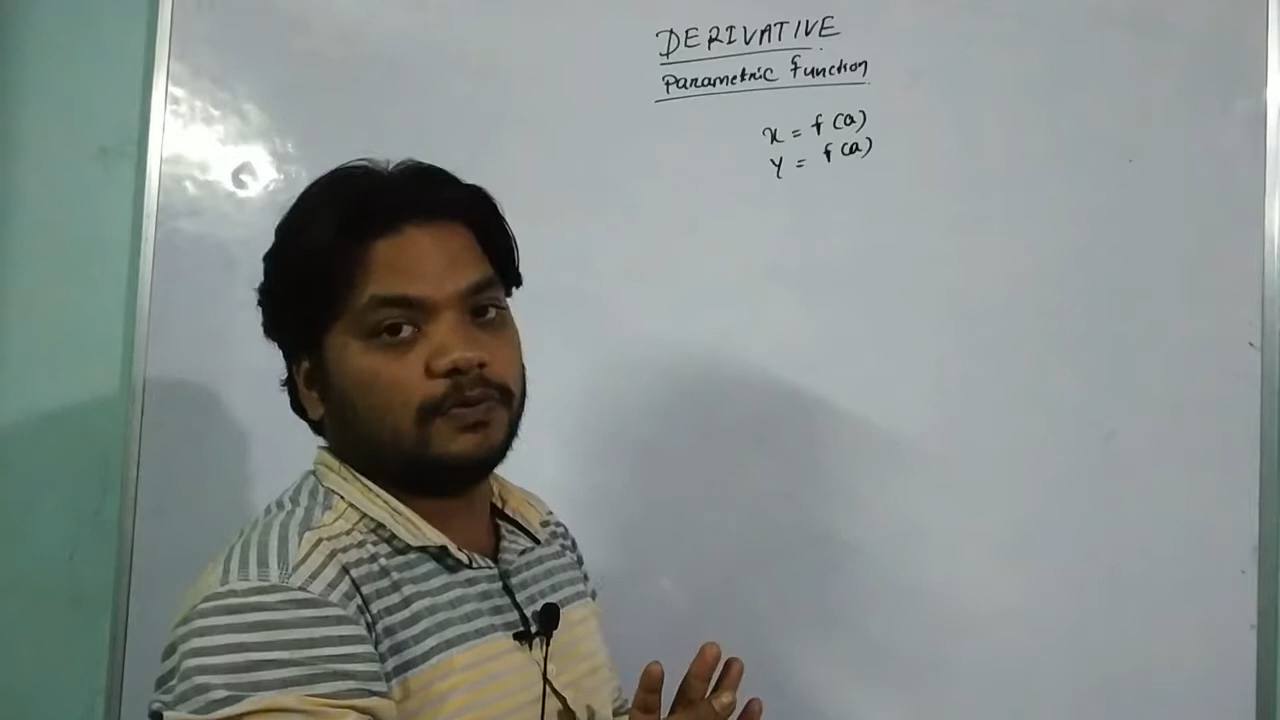 DERIVATIVE
Parametric function
x = f(a)
y = f(a)